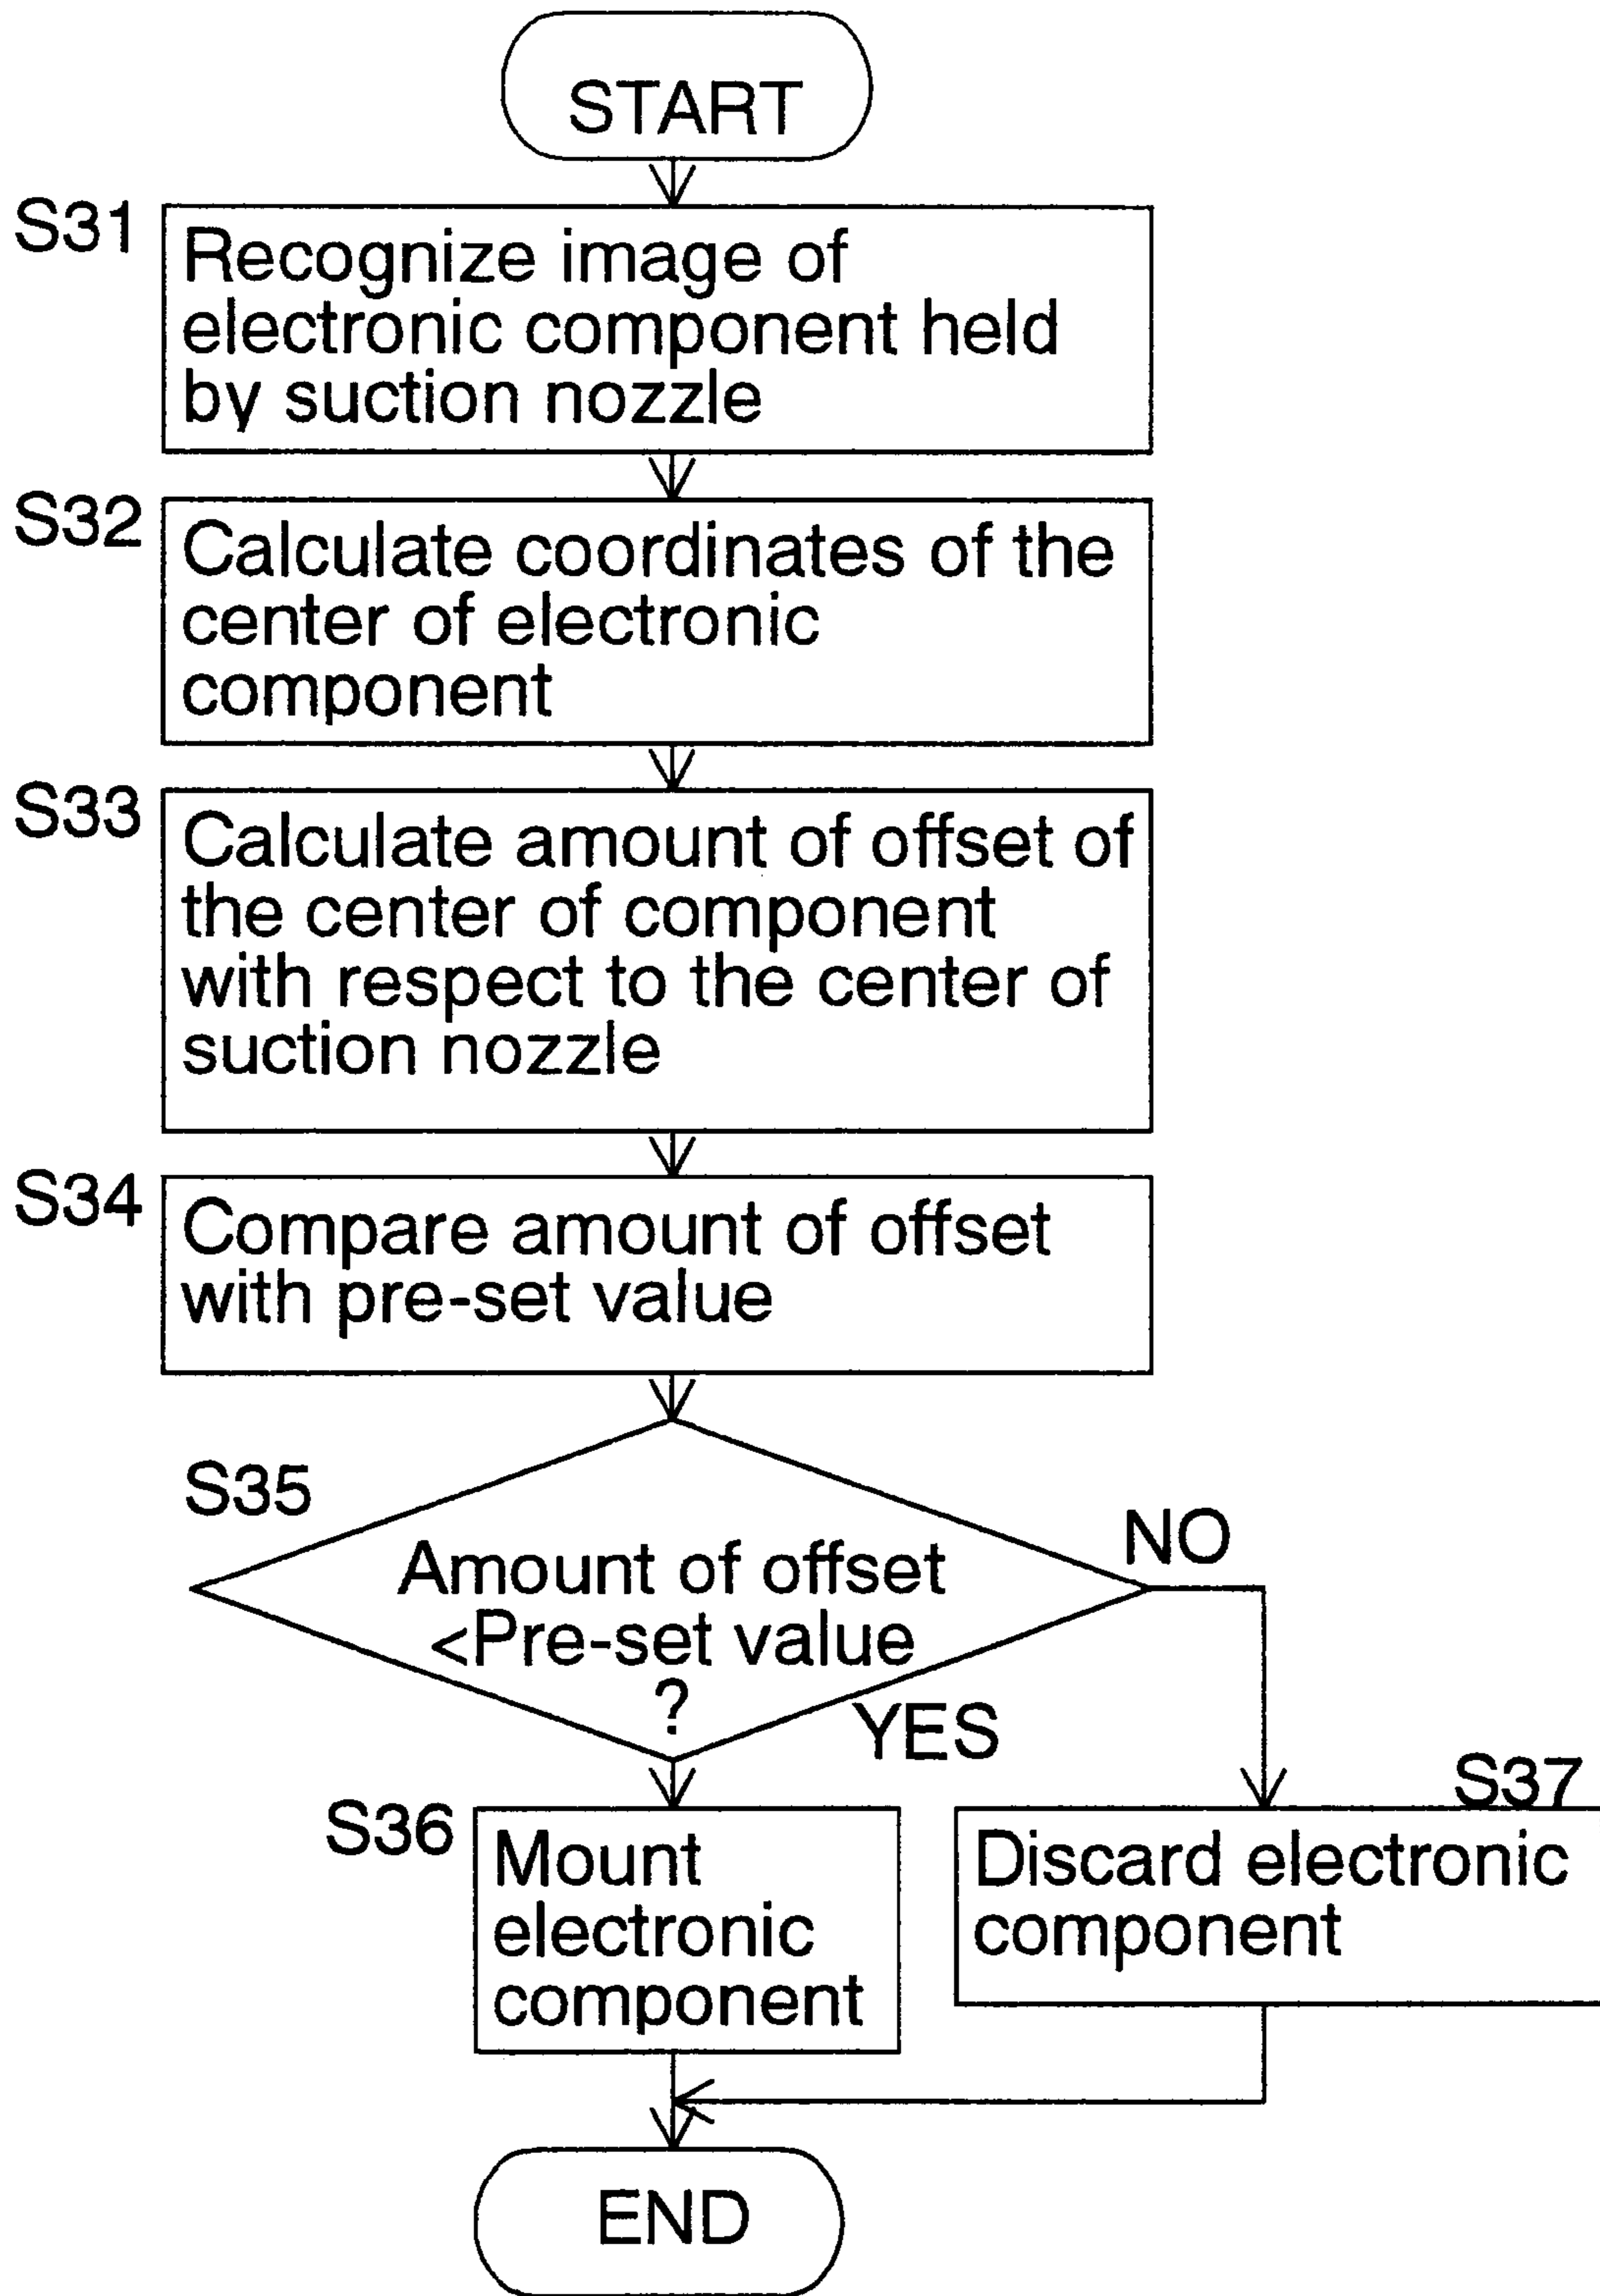 START
S31
Recognize image of
electronic component held
by suction nozzle
S32
Calculate coordinates of the
center of electronic
component
S33
Calculate amount of offset of
the center of component
with respect to the center of
suction nozzle
S34
Compare amount of offset
with pre-set value
S35
Amount of offset
<Pre-set value
?
NO
YES
S36
Mount
electronic
component
S37
Discard electronic
component
END